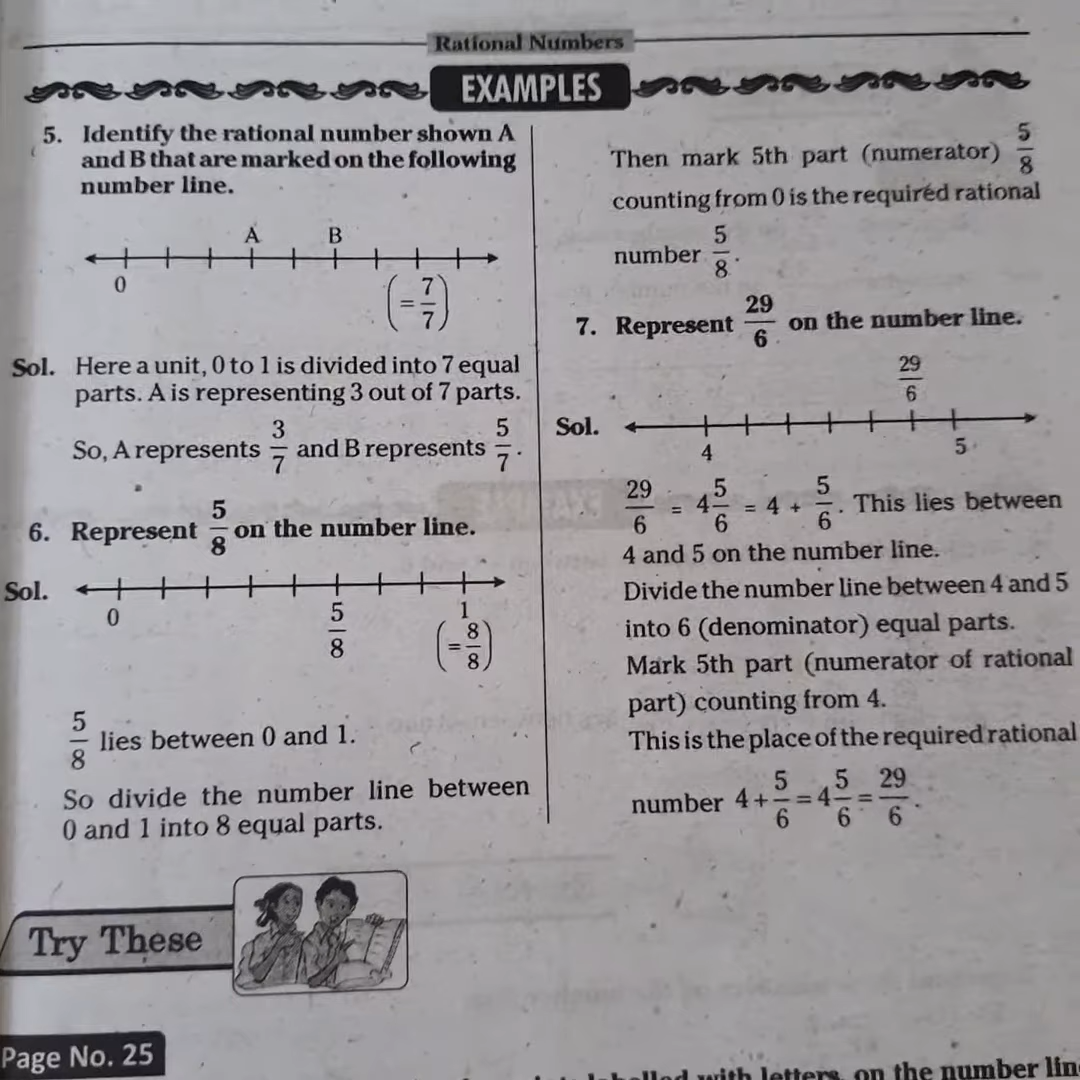 Rational Numbers
EXAMPLES
5. Identify the rational number shown A
and B that are marked on the following
number line.
A B
0
(= 7/7)
Sol. Here a unit, 0 to 1 is divided into 7 equal
parts. A is representing 3 out of 7 parts.
So, A represents 3/7 and B represents 5/7.
6. Represent 5/8 on the number line.
Sol.
0 5/8 1
(= 8/8)
5/8 lies between 0 and 1.
So divide the number line between
0 and 1 into 8 equal parts.
Then mark 5th part (numerator) 5/8
counting from 0 is the required rational
number 5/8.
7. Represent 29/6 on the number line.
29/6
Sol.
4 5
29/6 = 4 5/6 = 4 + 5/6. This lies between
4 and 5 on the number line.
Divide the number line between 4 and 5
into 6 (denominator) equal parts.
Mark 5th part (numerator of rational
part) counting from 4.
This is the place of the required rational
number 4 + 5/6 = 4 5/6 = 29/6.
Try These
Page No. 25
labelled with letters, on the number lin